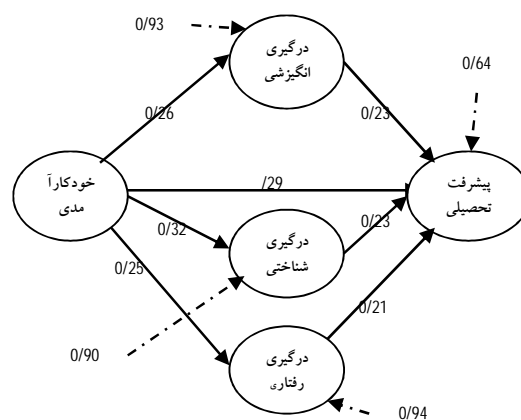 0/93
درگیری
انگیزشی
0/64
0/26
0/23
خودکارآ
مدی
/29
پیشرفت
تحصیلی
0/32
درگیری
شناختی
0/23
0/25
0/21
0/90
درگیری
رفتاری
0/94